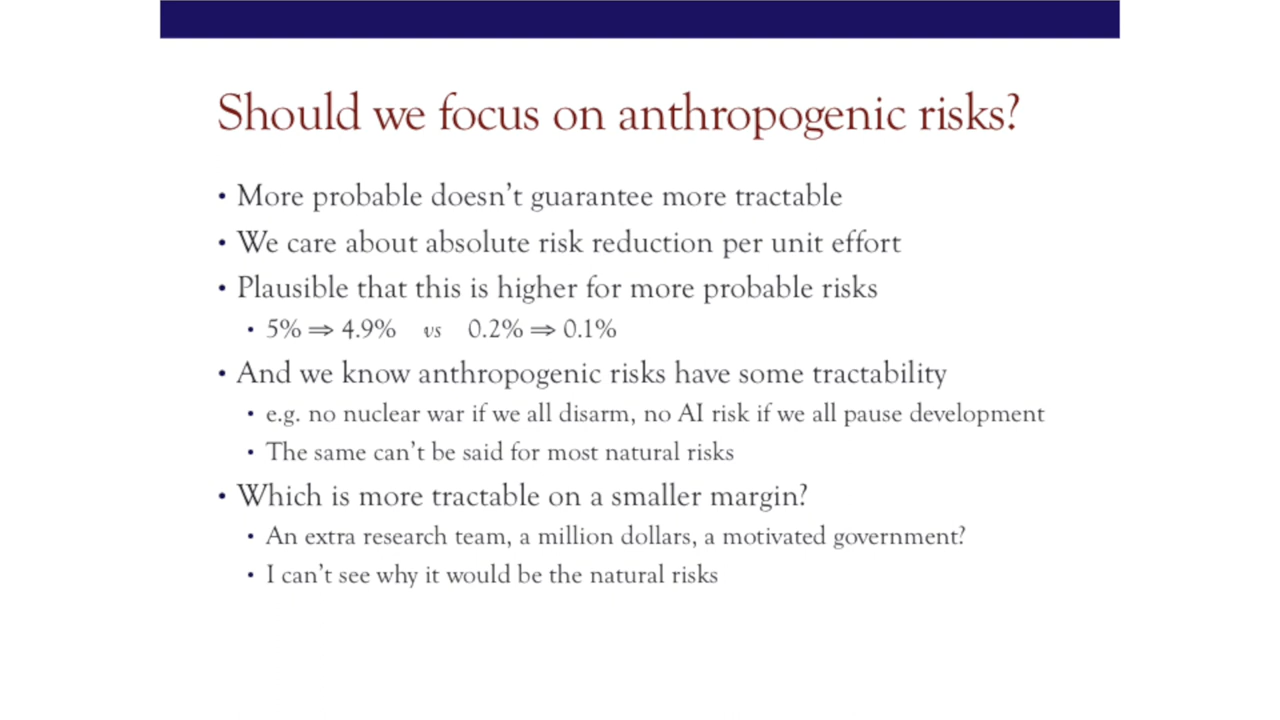 Should we focus on anthropogenic risks?
• More probable doesn't guarantee more tractable
• We care about absolute risk reduction per unit effort
• Plausible that this is higher for more probable risks
• 5% ⇒ 4.9% vs 0.2% ⇒ 0.1%
• And we know anthropogenic risks have some tractability
• e.g. no nuclear war if we all disarm, no AI risk if we all pause development
• The same can't be said for most natural risks
• Which is more tractable on a smaller margin?
• An extra research team, a million dollars, a motivated government?
• I can't see why it would be the natural risks